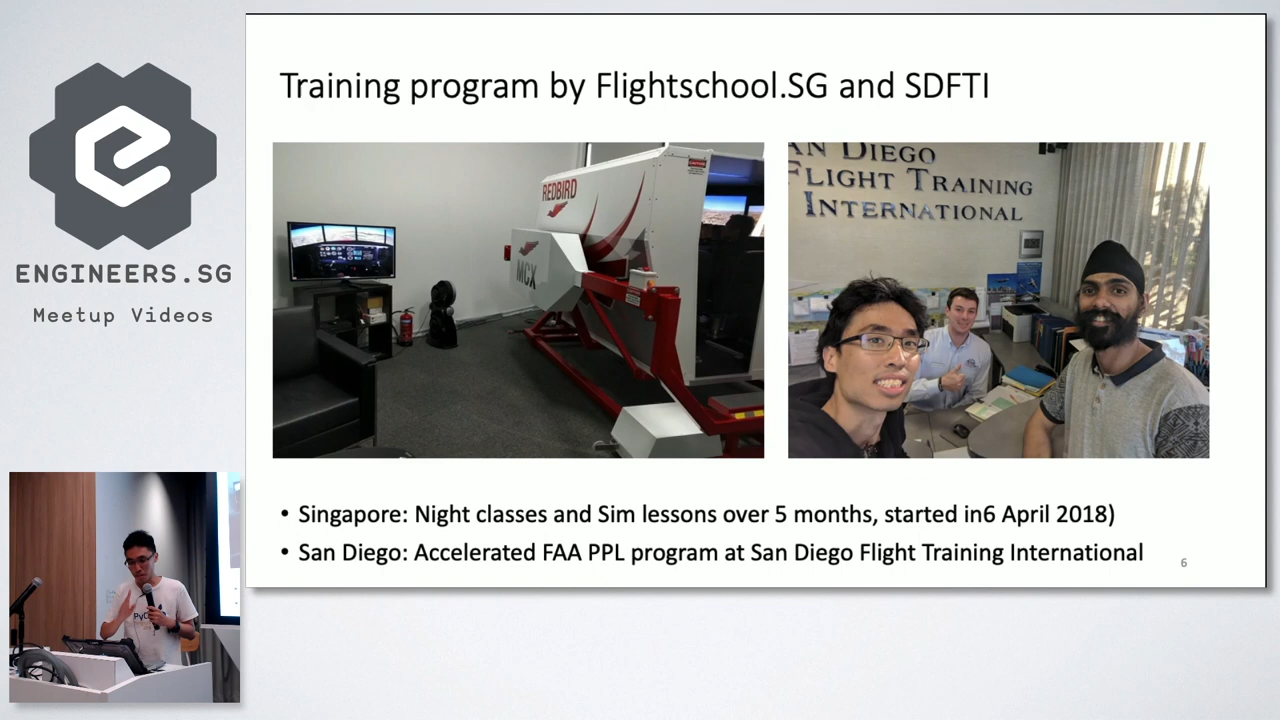 ENGINEERS.SG
Meetup Videos
Training program by Flightschool.SG and SDFTI
REDBIRD
MCX
SAN DIEGO
FLIGHT TRAINING
INTERNATIONAL
• Singapore: Night classes and Sim lessons over 5 months, started in6 April 2018)
• San Diego: Accelerated FAA PPL program at San Diego Flight Training International
6